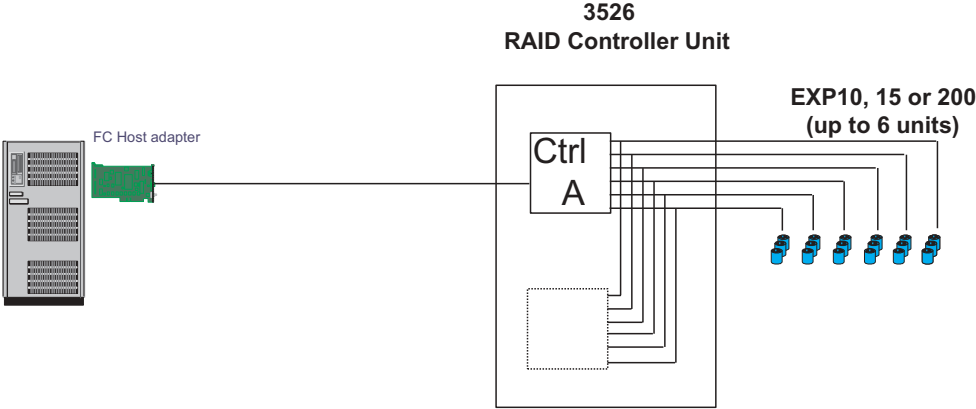 3526
RAID Controller Unit
EXP10, 15 or 200
(up to 6 units)
FC Host adapter
Ctrl
A